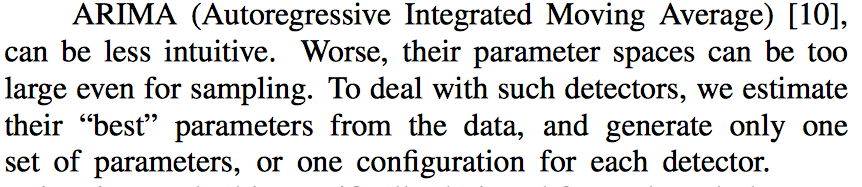 ARIMA (Autoregressive Integrated Moving Average) [10],
can be less intuitive. Worse, their parameter spaces can be too
large even for sampling. To deal with such detectors, we estimate
their “best” parameters from the data, and generate only one
set of parameters, or one configuration for each detector.